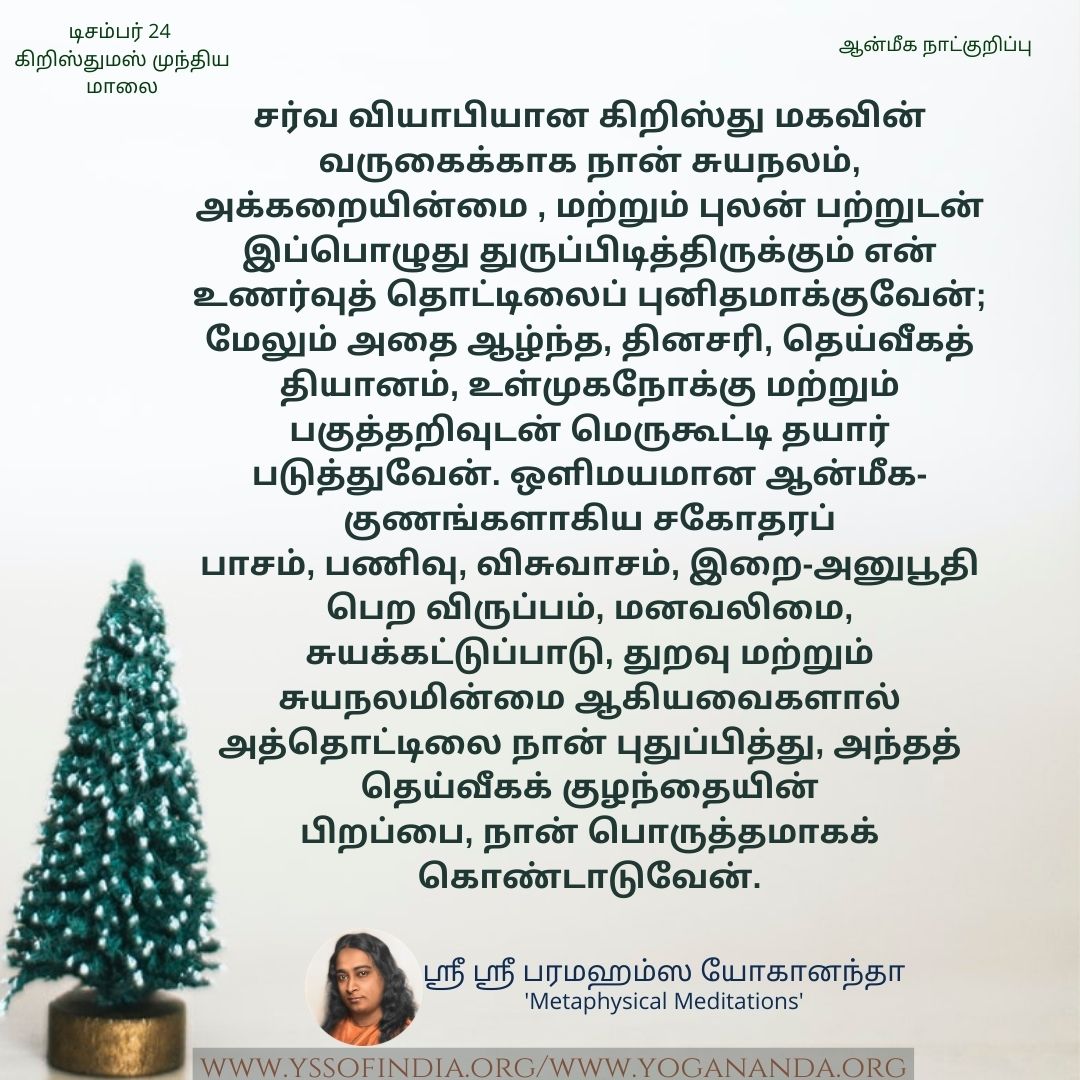 டிசம்பர் 24
கிறிஸ்துமஸ் முந்திய
மாலை
ஆன்மீக நாட்குறிப்பு
சர்வ வியாபியான கிறிஸ்து மகவின்
வருகைக்காக நான் சுயநலம்,
அக்கறையின்மை , மற்றும் புலன் பற்றுடன்
இப்பொழுது துருப்பிடித்திருக்கும் என்
உணர்வுத் தொட்டிலைப் புனிதமாக்குவேன்;
மேலும் அதை ஆழ்ந்த, தினசரி, தெய்வீகத்
தியானம், உள்முகநோக்கு மற்றும்
பகுத்தறிவுடன் மெருகூட்டி தயார்
படுத்துவேன். ஒளிமயமான ஆன்மீக-
குணங்களாகிய சகோதரப்
பாசம், பணிவு, விசுவாசம், இறை-அனுபூதி
பெற விருப்பம், மனவலிமை,
சுயக்கட்டுப்பாடு, துறவு மற்றும்
சுயநலமின்மை ஆகியவைகளால்
அத்தொட்டிலை நான் புதுப்பித்து, அந்தத்
தெய்வீகக் குழந்தையின்
பிறப்பை, நான் பொருத்தமாகக்
கொண்டாடுவேன்.
ஸ்ரீ ஸ்ரீ பரமஹம்ஸ யோகானந்தா
'Metaphysical Meditations'
WWW.YSSOFINDIA.ORG/WWW.YOGANANDA.ORG